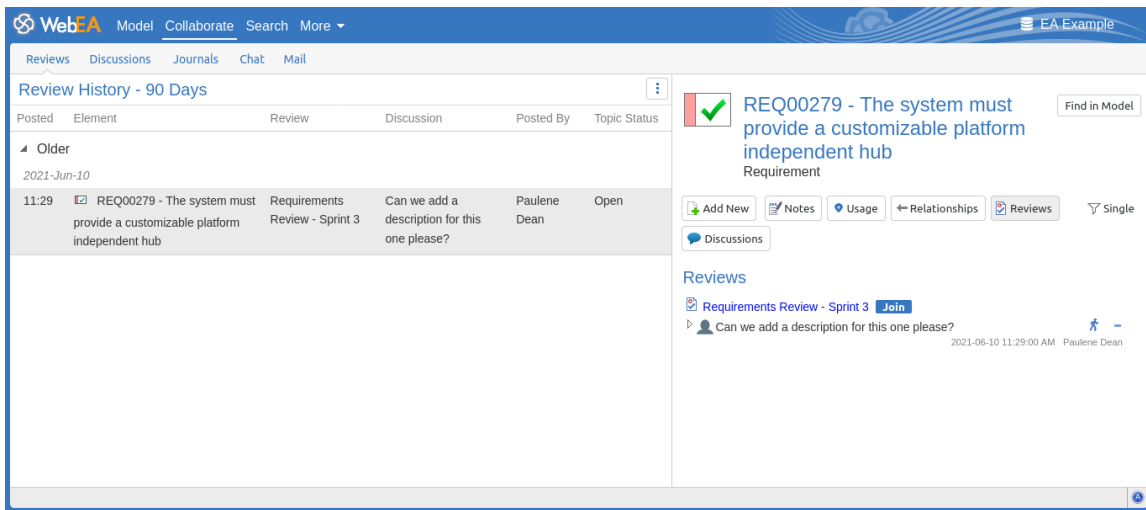 WebEA Model Collaborate Search More EA Example
Reviews Discussions Journals Chat Mail
Review History - 90 Days
Posted Element Review Discussion Posted By Topic Status
Older
2021-Jun-10
11:29 REQ00279 - The system must Requirements Can we add a Paulene Open
provide a customizable platform Review - Sprint 3 description for this Dean
independent hub one please?
REQ00279 - The system must Find in Model
provide a customizable platform
independent hub
Requirement
Add New Notes Usage Relationships Reviews Single
Discussions
Reviews
Requirements Review - Sprint 3 Join
Can we add a description for this one please?
2021-06-10 11:29:00 AM Paulene Dean
A